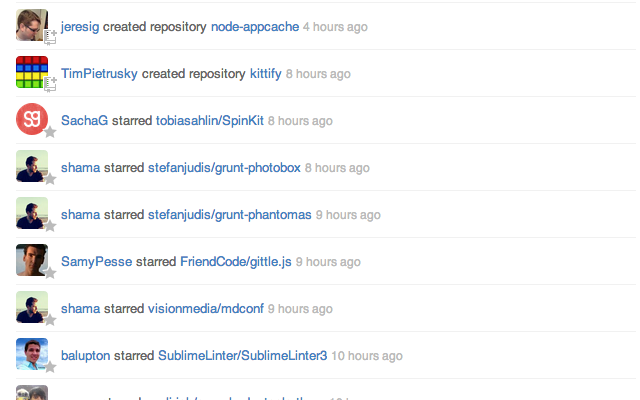 jeresig created repository node-appcache 4 hours ago
TimPietrusky created repository kittify 8 hours ago
SachaG starred tobiasahlin/SpinKit 8 hours ago
shama starred stefanjudis/grunt-photobox 8 hours ago
shama starred stefanjudis/grunt-phantomas 9 hours ago
SamyPesse starred FriendCode/gittle.js 9 hours ago
shama starred visionmedia/mdconf 9 hours ago
balupton starred SublimeLinter/SublimeLinter3 10 hours ago